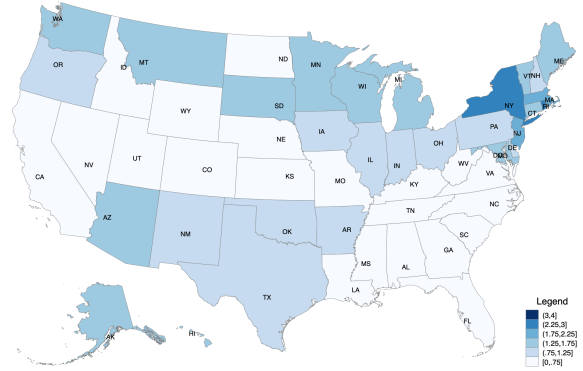 WA
ME
MT
ND
VT
NH
ID
OR
MN
MI
WI
MA
SD
NY
RI
CT
WY
IA
PA
NJ
NE
OH
DE
IL
IN
NV
UT
CO
WV
VA
CA
KS
MO
KY
NC
TN
AZ
NM
OK
AR
SC
GA
MS
AL
TX
LA
FL
HI
AK
Legend
(3,4]
(2.25,3]
(1.75,2.25]
(1.25,1.75]
(.75,1.25]
[0,.75]